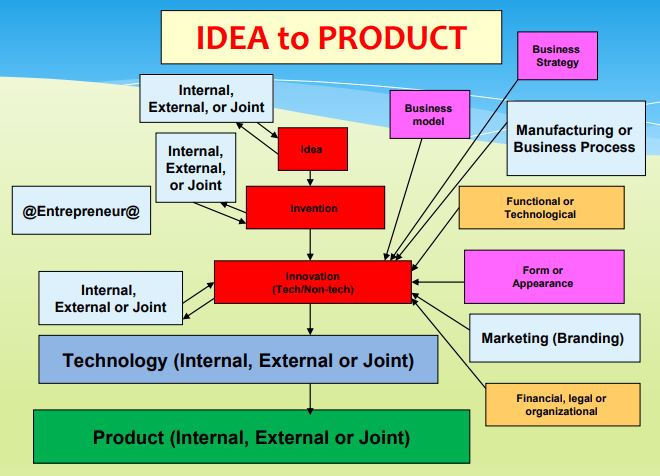 IDEA to PRODUCT
Business
Strategy
Internal,
External, or Joint
Business
model
Manufacturing or
Business Process
Idea
Internal,
External,
or Joint
@Entrepreneur@
Invention
Functional or
Technological
Internal,
External or Joint
Innovation
(Tech/Non-tech)
Form or
Appearance
Marketing (Branding)
Technology (Internal, External or Joint)
Financial, legal or
organizational
Product (Internal, External or Joint)